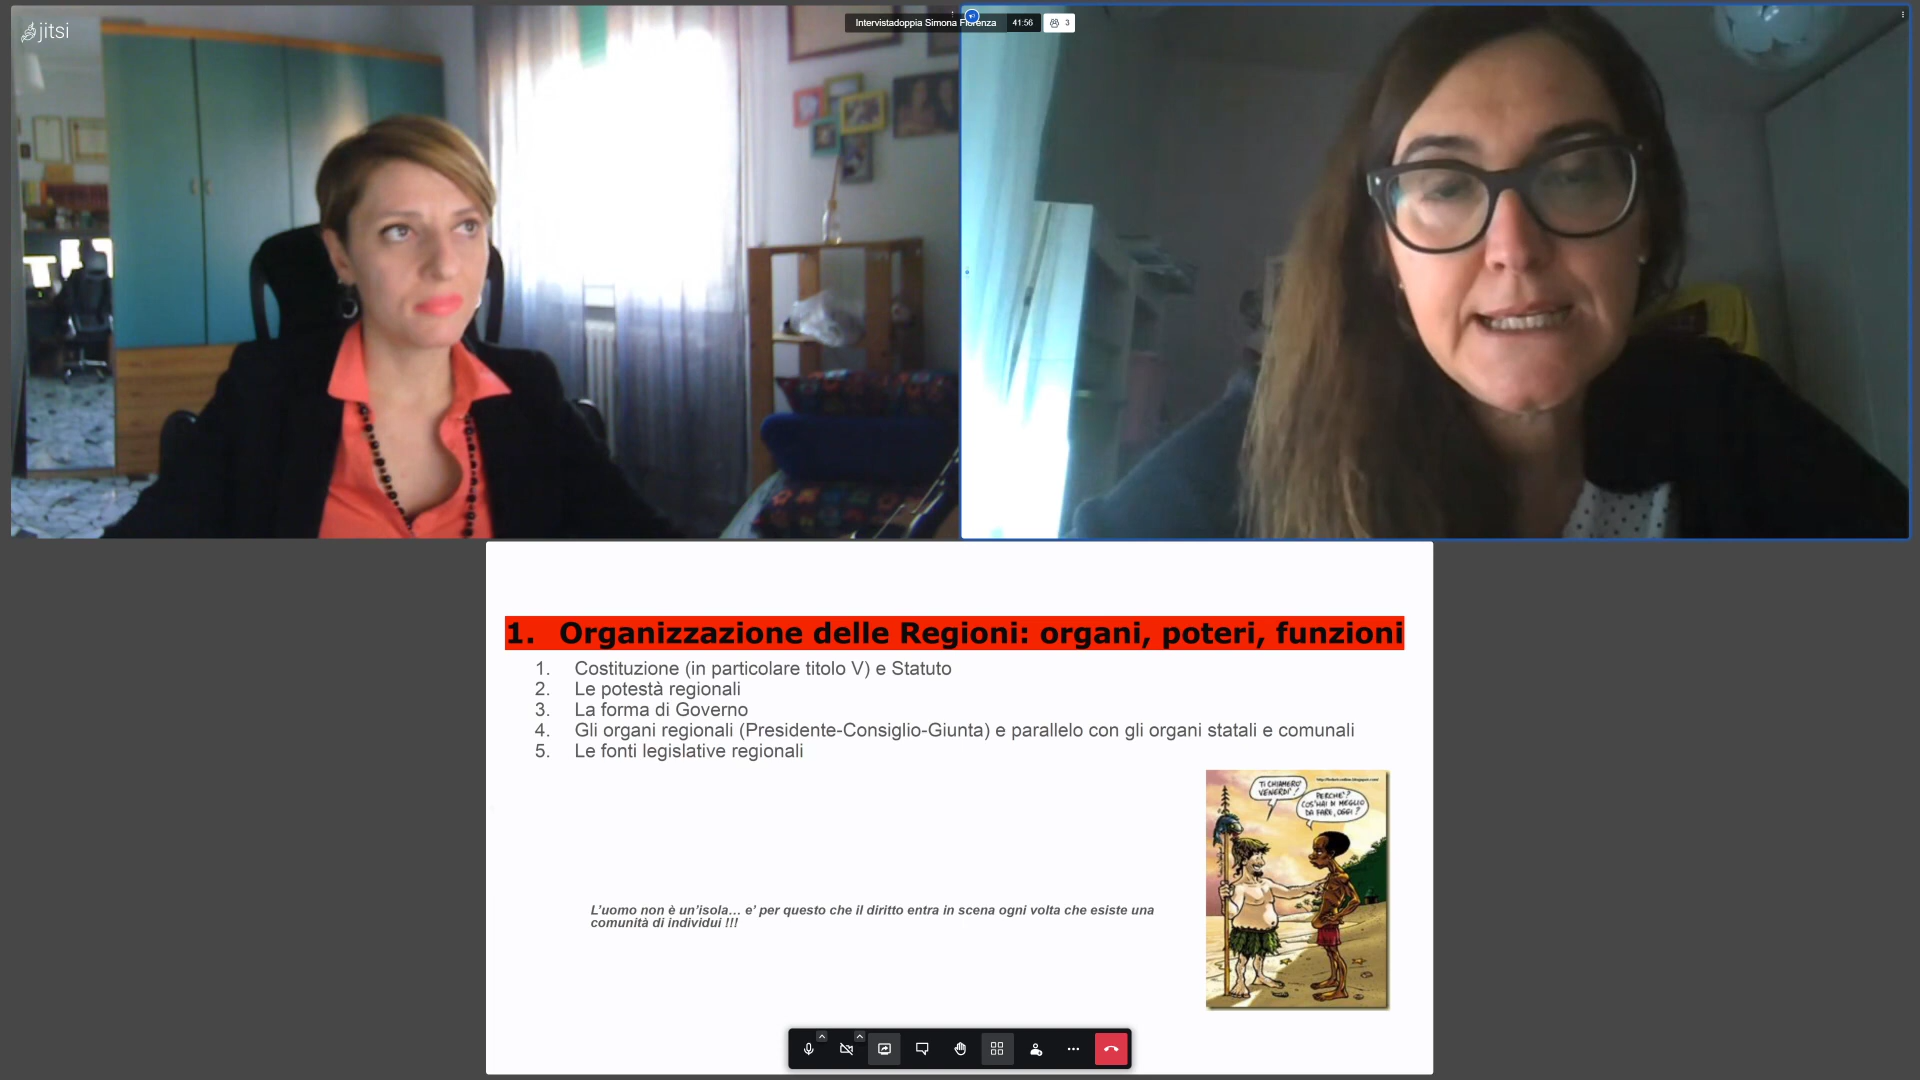 jitsi
Intervistadoppia Simona Fiorenza 41:56 3
1. Organizzazione delle Regioni: organi, poteri, funzioni
1. Costituzione (in particolare titolo V) e Statuto
2. Le potestà regionali
3. La forma di Governo
4. Gli organi regionali (Presidente-Consiglio-Giunta) e parallelo con gli organi statali e comunali
5. Le fonti legislative regionali
TI CHIAMERO'
VENERDI'!
PERCHE'?
COS'HAI DI MEGLIO
DA FARE, OGGI?
L'uomo non è un'isola… e' per questo che il diritto entra in scena ogni volta che esiste una
comunità di individui !!!